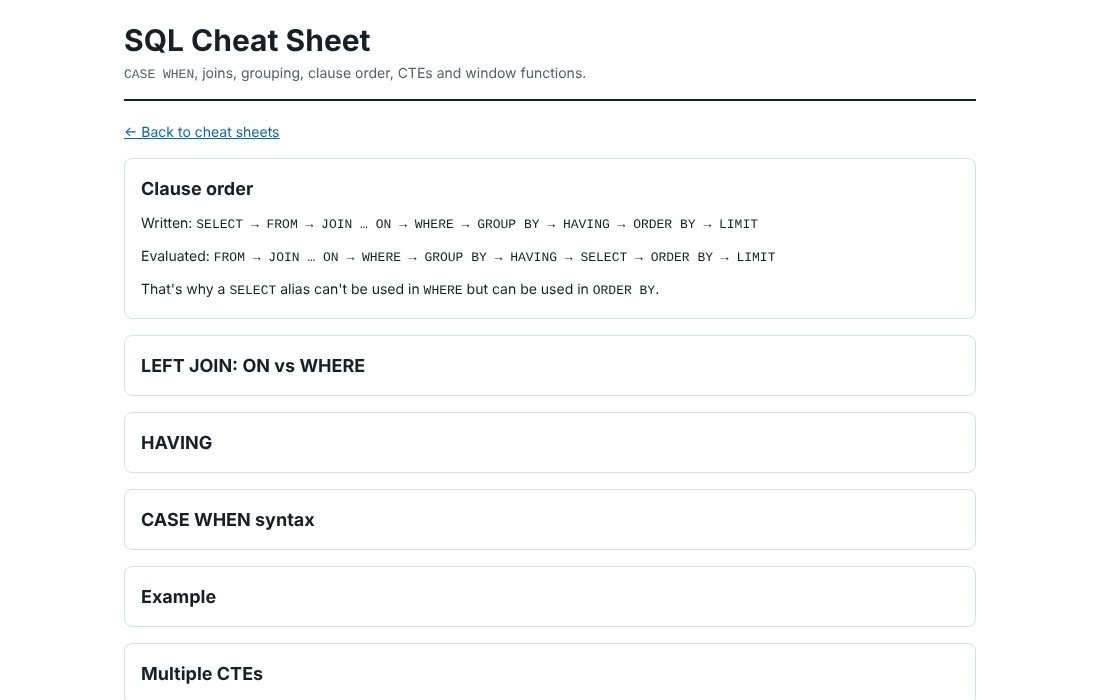 SQL Cheat Sheet
CASE WHEN, joins, grouping, clause order, CTEs and window functions.
← Back to cheat sheets
Clause order
Written: SELECT → FROM → JOIN … ON → WHERE → GROUP BY → HAVING → ORDER BY → LIMIT
Evaluated: FROM → JOIN … ON → WHERE → GROUP BY → HAVING → SELECT → ORDER BY → LIMIT
That's why a SELECT alias can't be used in WHERE but can be used in ORDER BY.
LEFT JOIN: ON vs WHERE
HAVING
CASE WHEN syntax
Example
Multiple CTEs